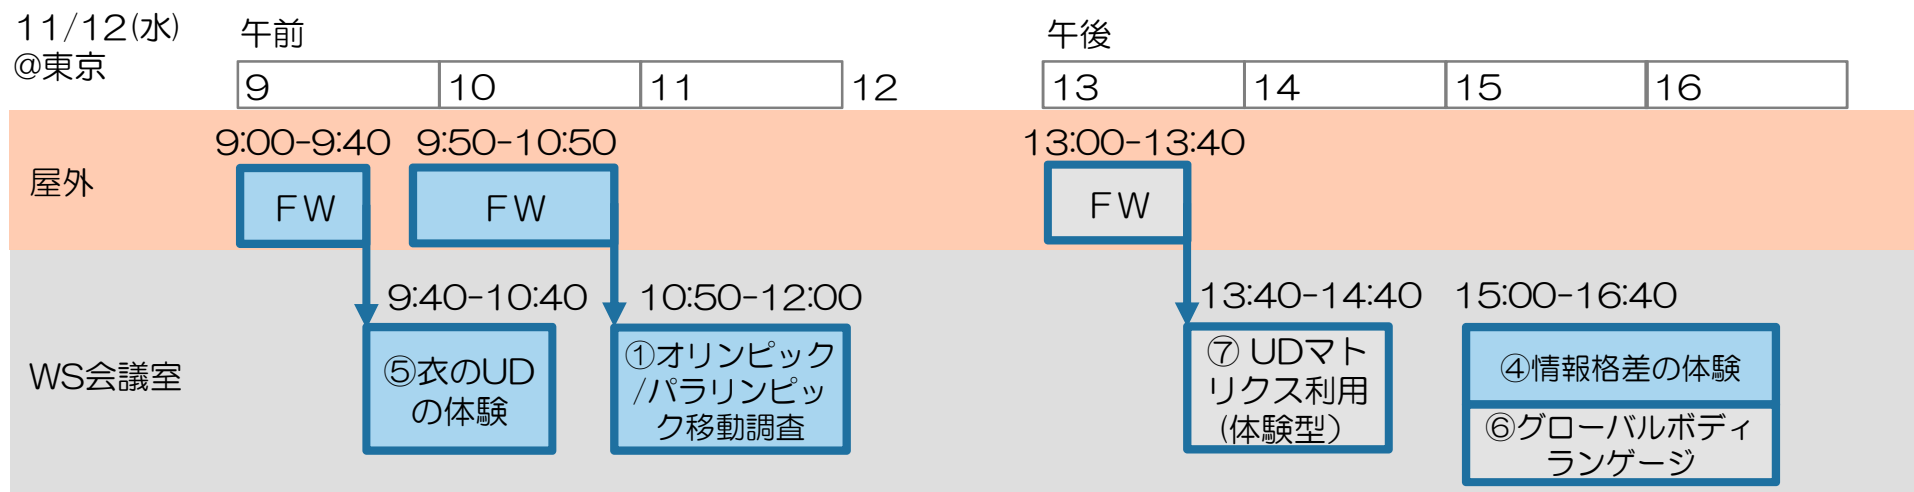 11/12(水)
@東京
午前
午後
9 10 11 12 13 14 15 16
屋外
9:00-9:40 9:50-10:50 13:00-13:40
ＦＷ ＦＷ ＦＷ
WS会議室
9:40-10:40 10:50-12:00 13:40-14:40 15:00-16:40
⑤衣のUD
の体験
①オリンピック
/パラリンピッ
ク移動調査
⑦ UDマト
リクス利用
(体験型）
④情報格差の体験
⑥グローバルボディ
ランゲージ